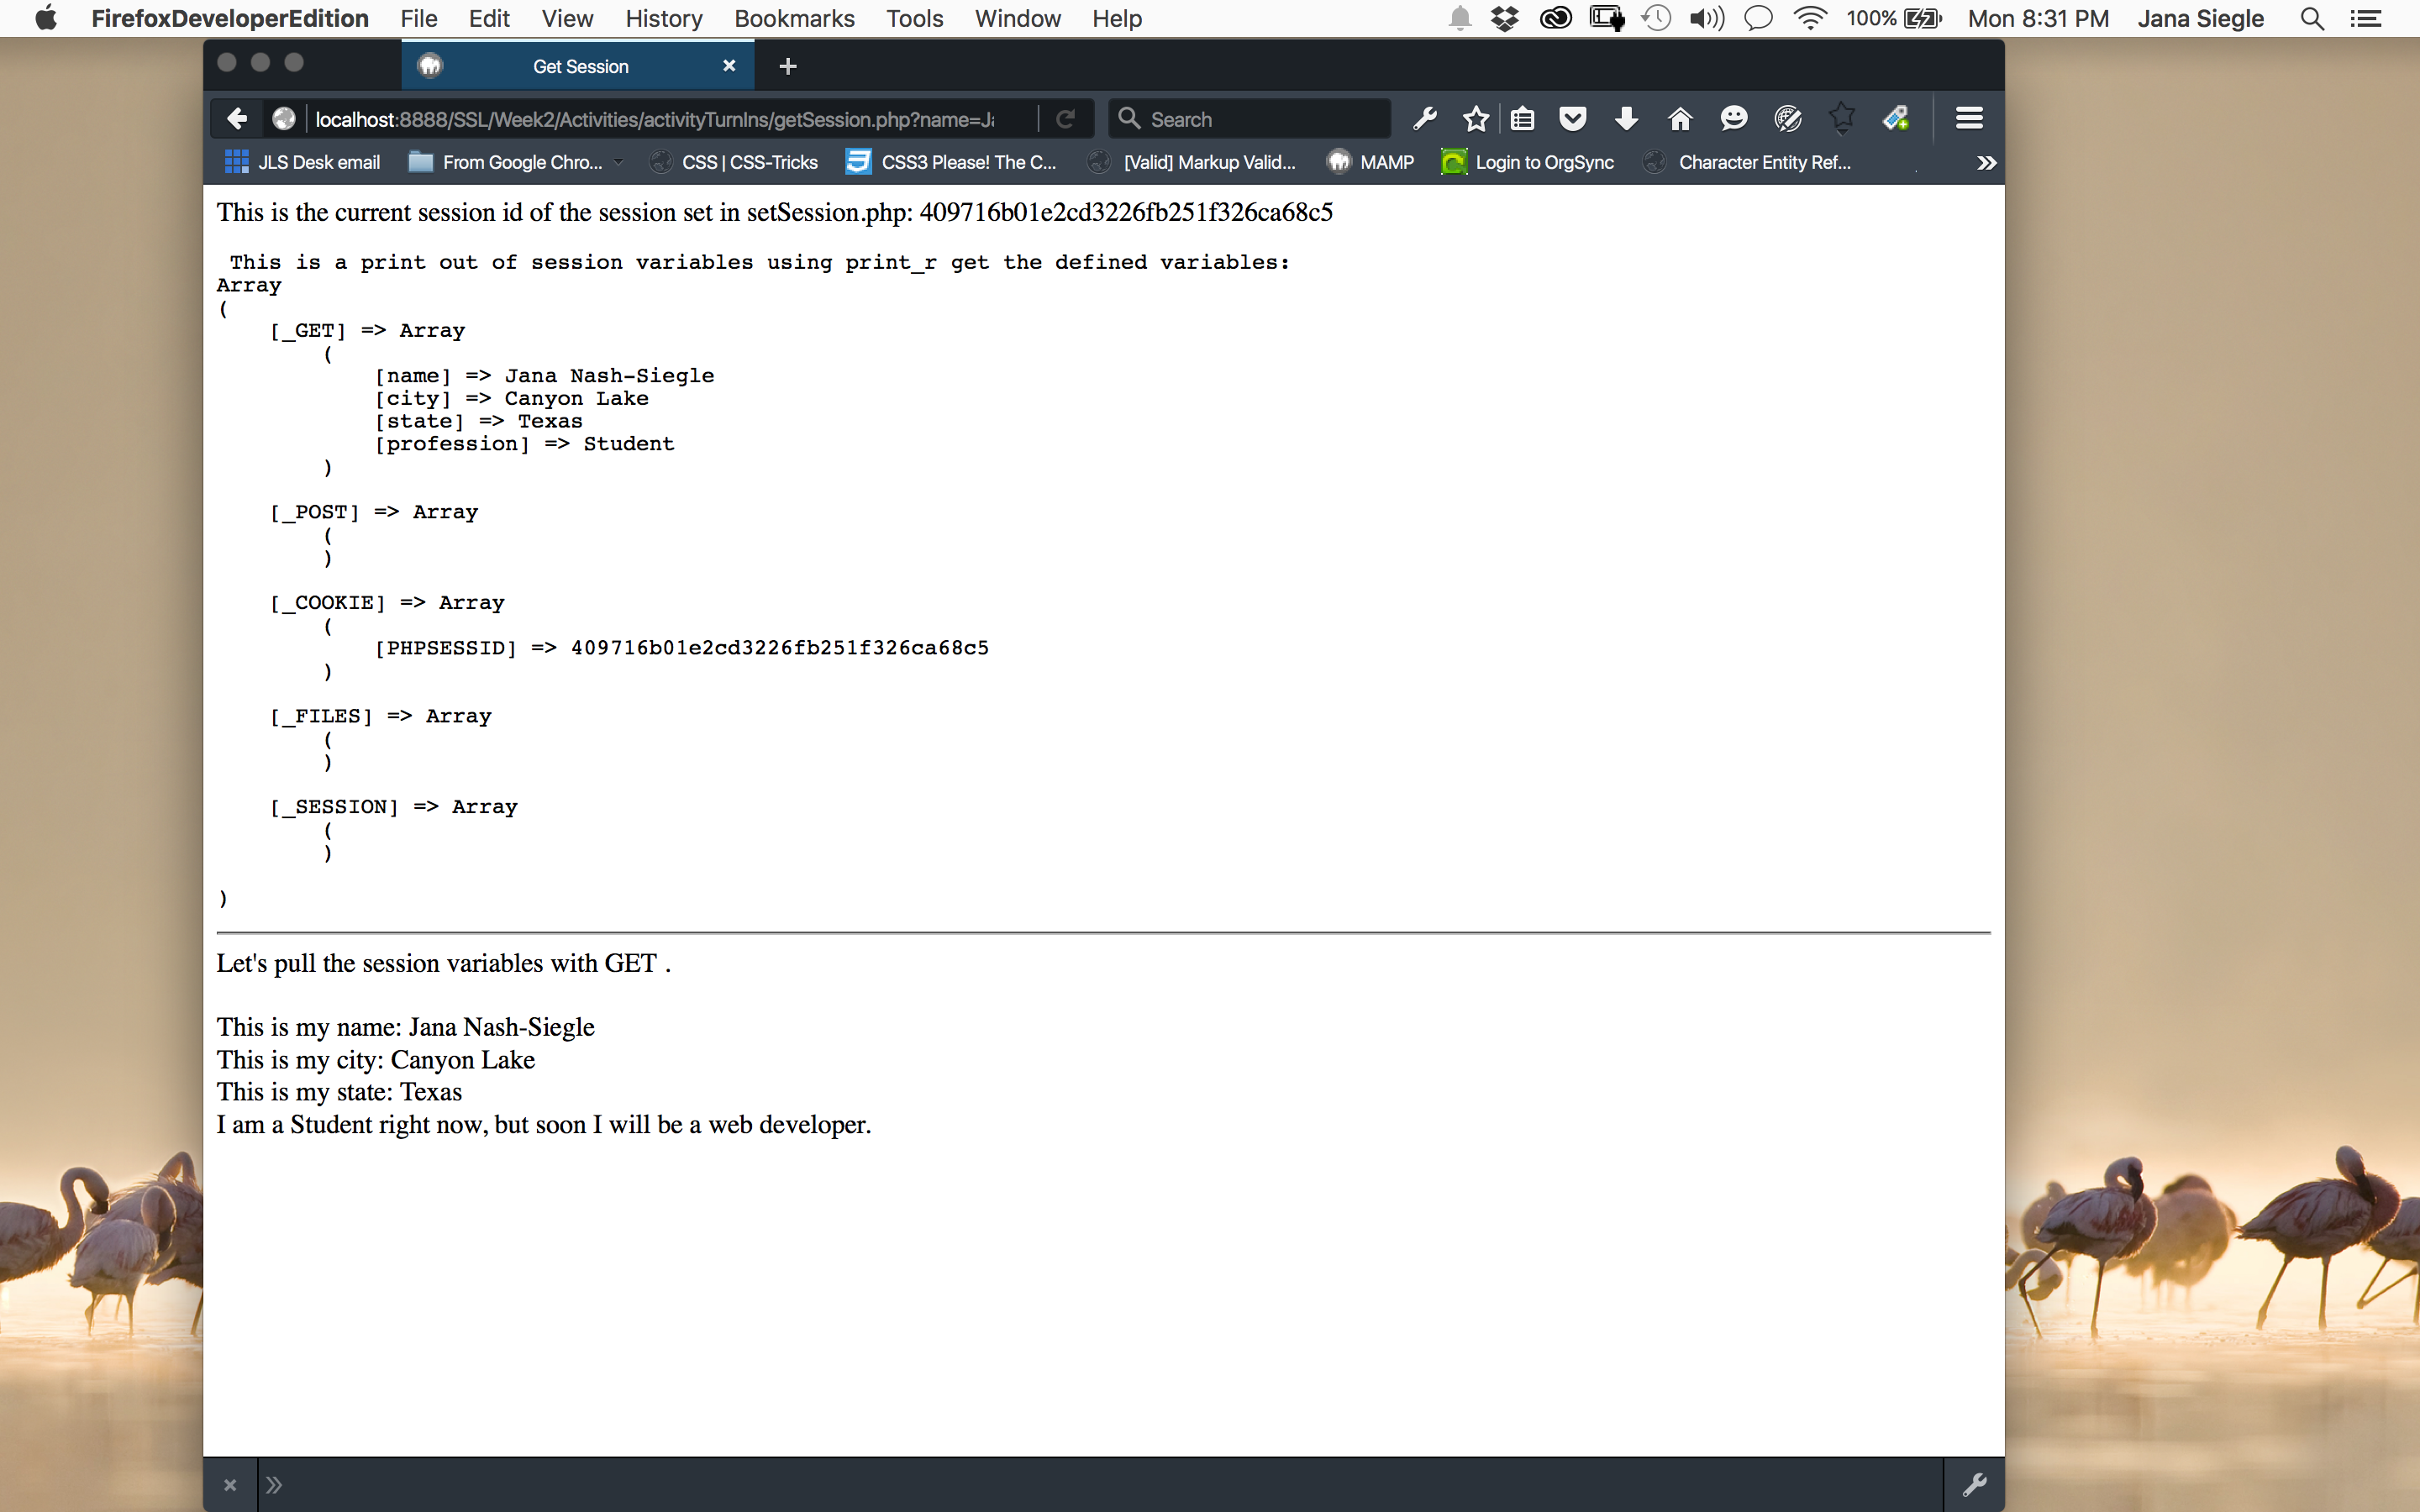 FirefoxDeveloperEdition File Edit View History Bookmarks Tools Window Help 100% Mon 8:31 PM Jana Siegle
Get Session
localhost:8888/SSL/Week2/Activities/activityTurnIns/getSession.php?name=Ja Search
JLS Desk email From Google Chro... CSS | CSS-Tricks CSS3 Please! The C... [Valid] Markup Valid... MAMP Login to OrgSync Character Entity Ref...
This is the current session id of the session set in setSession.php: 409716b01e2cd3226fb251f326ca68c5
This is a print out of session variables using print_r get the defined variables:
Array
(
[_GET] => Array
(
[name] => Jana Nash-Siegle
[city] => Canyon Lake
[state] => Texas
[profession] => Student
)
[_POST] => Array
(
)
[_COOKIE] => Array
(
[PHPSESSID] => 409716b01e2cd3226fb251f326ca68c5
)
[_FILES] => Array
(
)
[_SESSION] => Array
(
)
)
Let's pull the session variables with GET .
This is my name: Jana Nash-Siegle
This is my city: Canyon Lake
This is my state: Texas
I am a Student right now, but soon I will be a web developer.